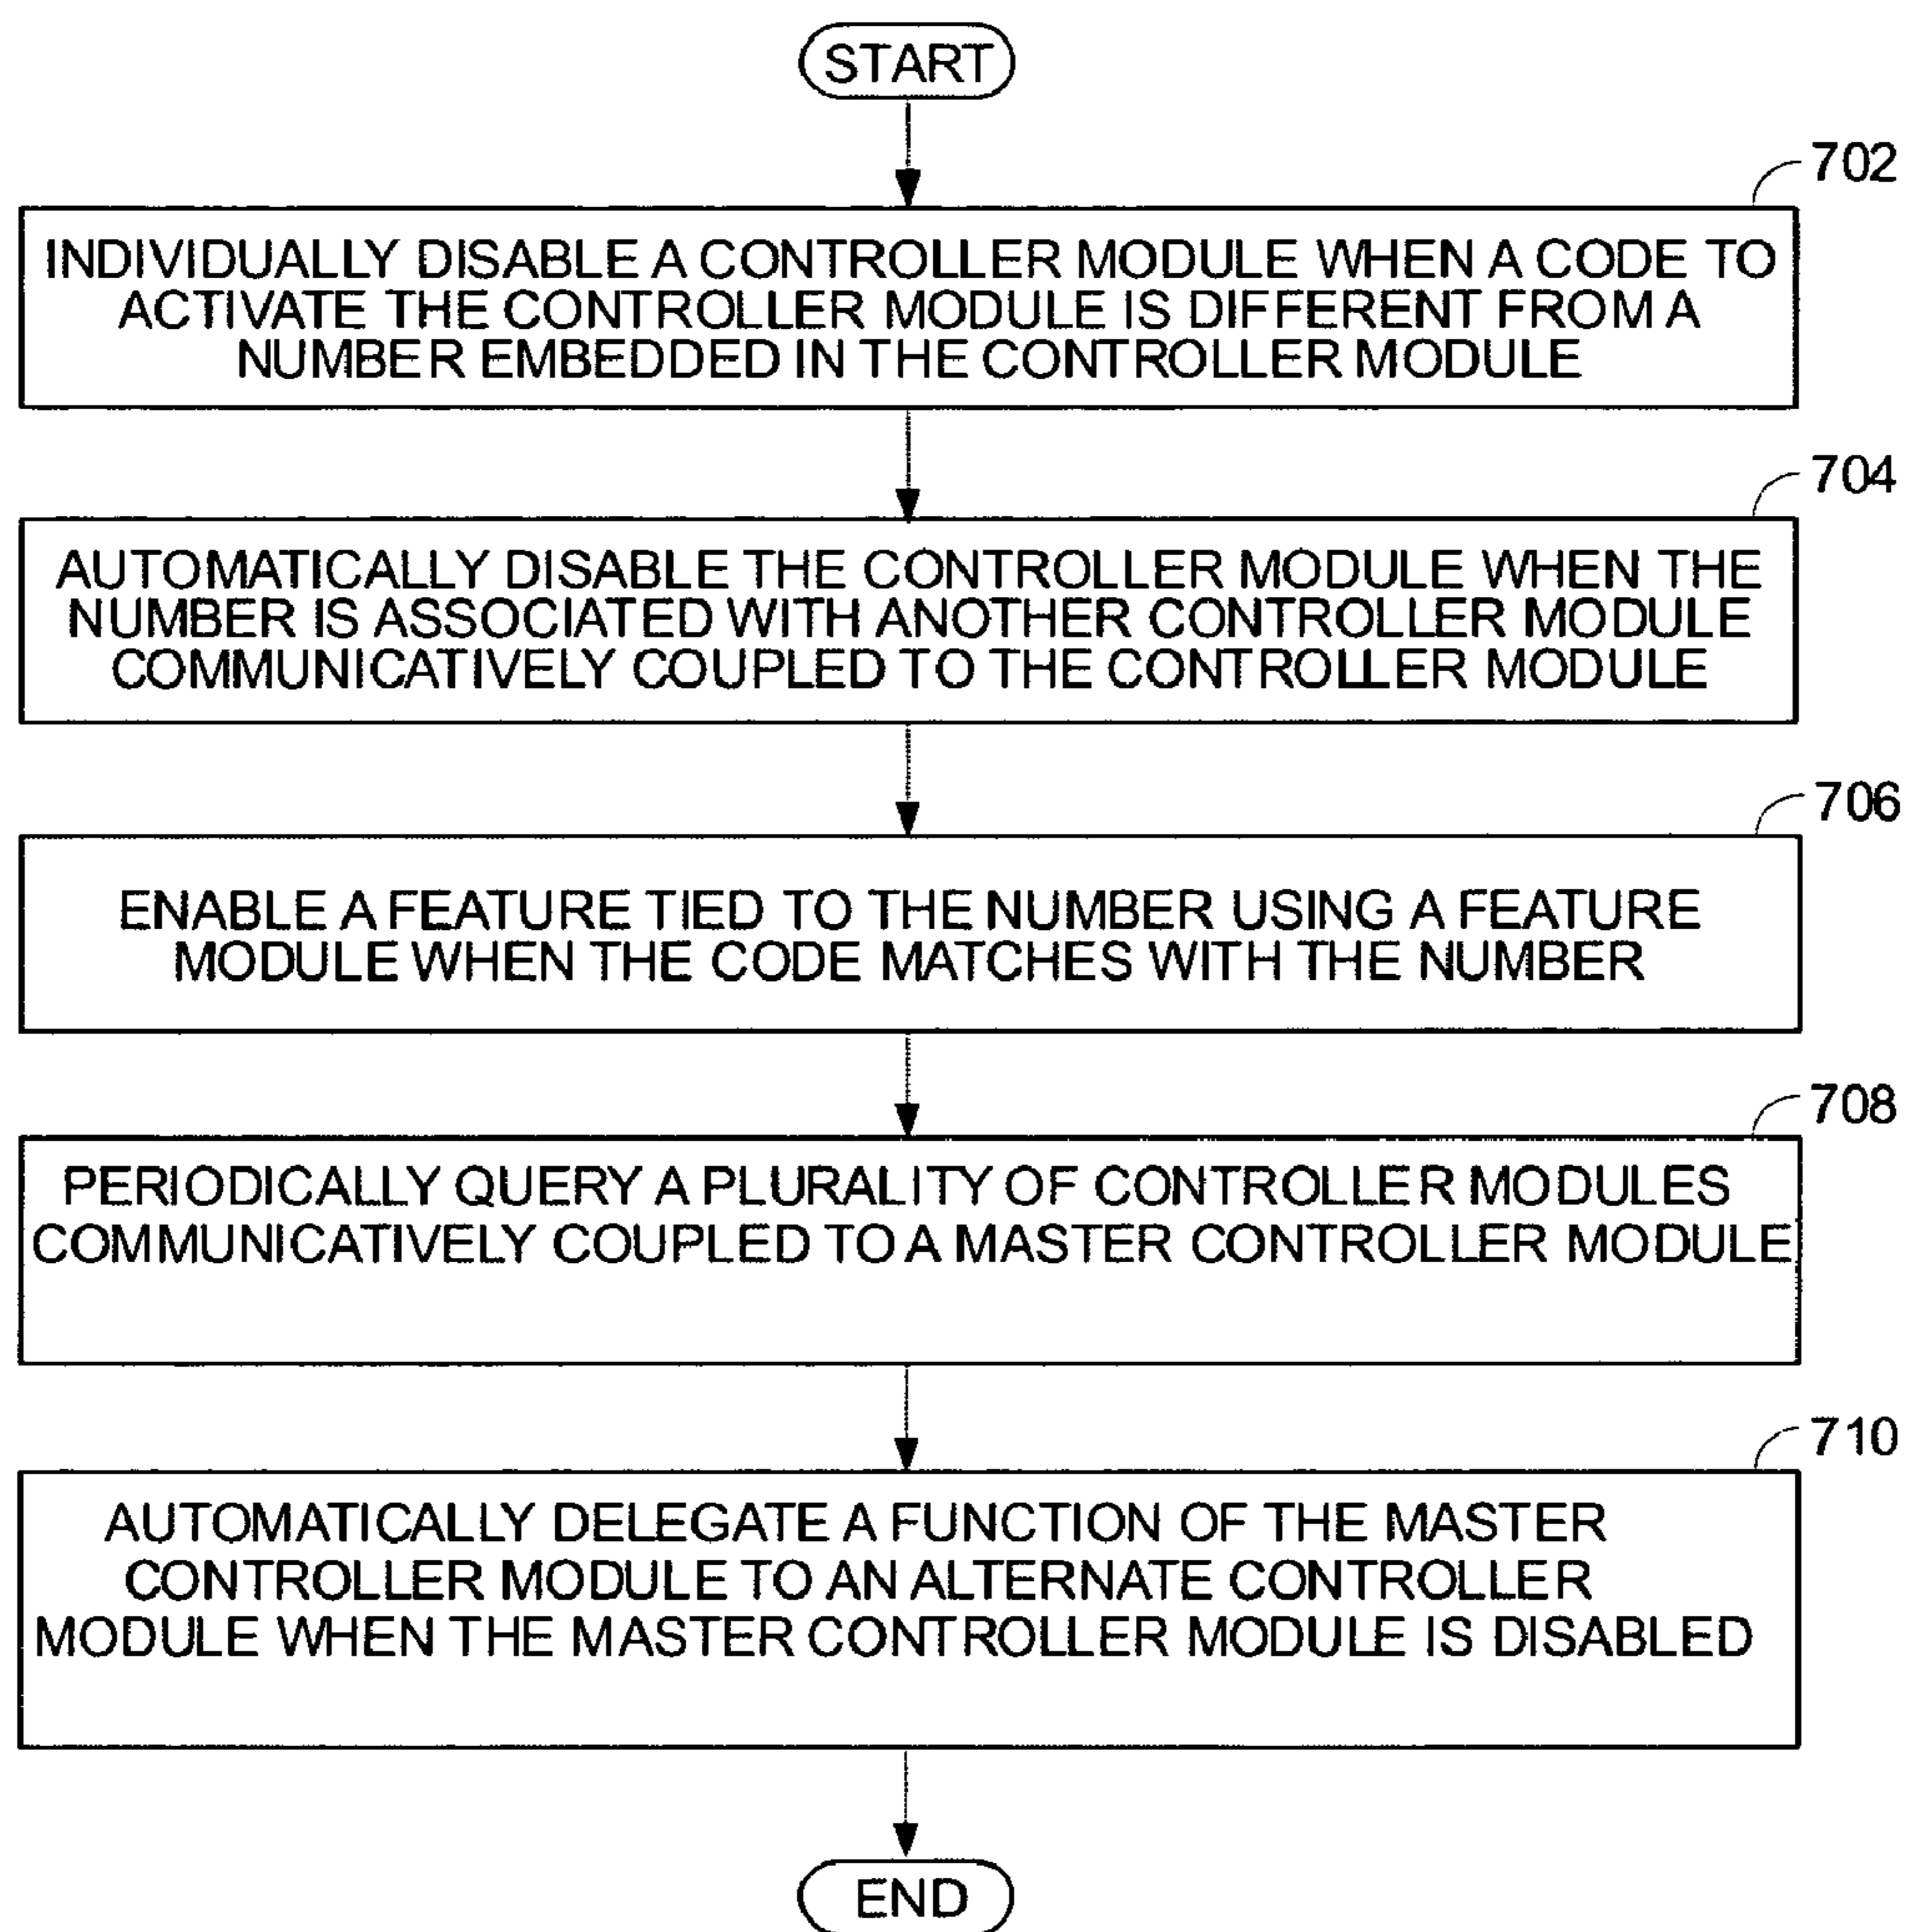 START
702
INDIVIDUALLY DISABLE A CONTROLLER MODULE WHEN A CODE TO
ACTIVATE THE CONTROLLER MODULE IS DIFFERENT FROM A
NUMBER EMBEDDED IN THE CONTROLLER MODULE
704
AUTOMATICALLY DISABLE THE CONTROLLER MODULE WHEN THE
NUMBER IS ASSOCIATED WITH ANOTHER CONTROLLER MODULE
COMMUNICATIVELY COUPLED TO THE CONTROLLER MODULE
706
ENABLE A FEATURE TIED TO THE NUMBER USING A FEATURE
MODULE WHEN THE CODE MATCHES WITH THE NUMBER
708
PERIODICALLY QUERY A PLURALITY OF CONTROLLER MODULES
COMMUNICATIVELY COUPLED TO A MASTER CONTROLLER MODULE
710
AUTOMATICALLY DELEGATE A FUNCTION OF THE MASTER
CONTROLLER MODULE TO AN ALTERNATE CONTROLLER
MODULE WHEN THE MASTER CONTROLLER MODULE IS DISABLED
END